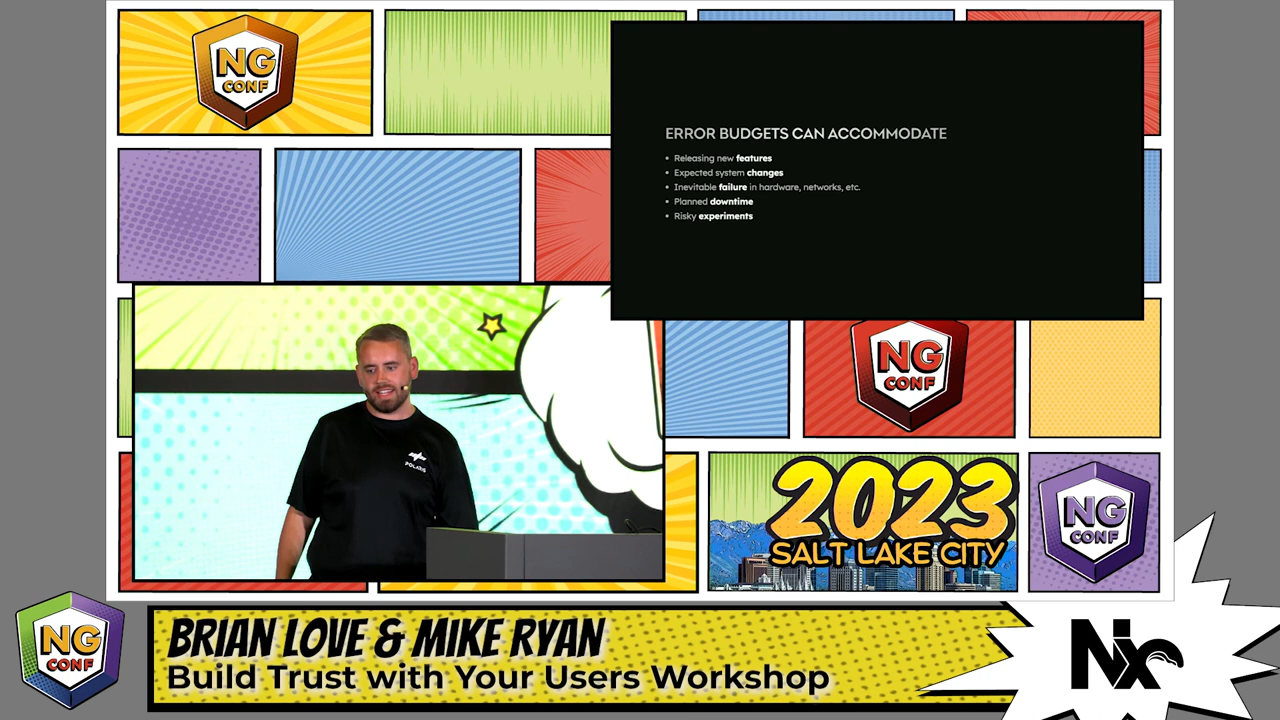 NG
CONF
ERROR BUDGETS CAN ACCOMMODATE
• Releasing new features
• Expected system changes
• Inevitable failure in hardware, networks, etc.
• Planned downtime
• Risky experiments
POLARIS
NG
CONF
2023
SALT LAKE CITY
NG
CONF
NG
CONF
BRIAN LOVE & MIKE RYAN
Build Trust with Your Users Workshop
Nx